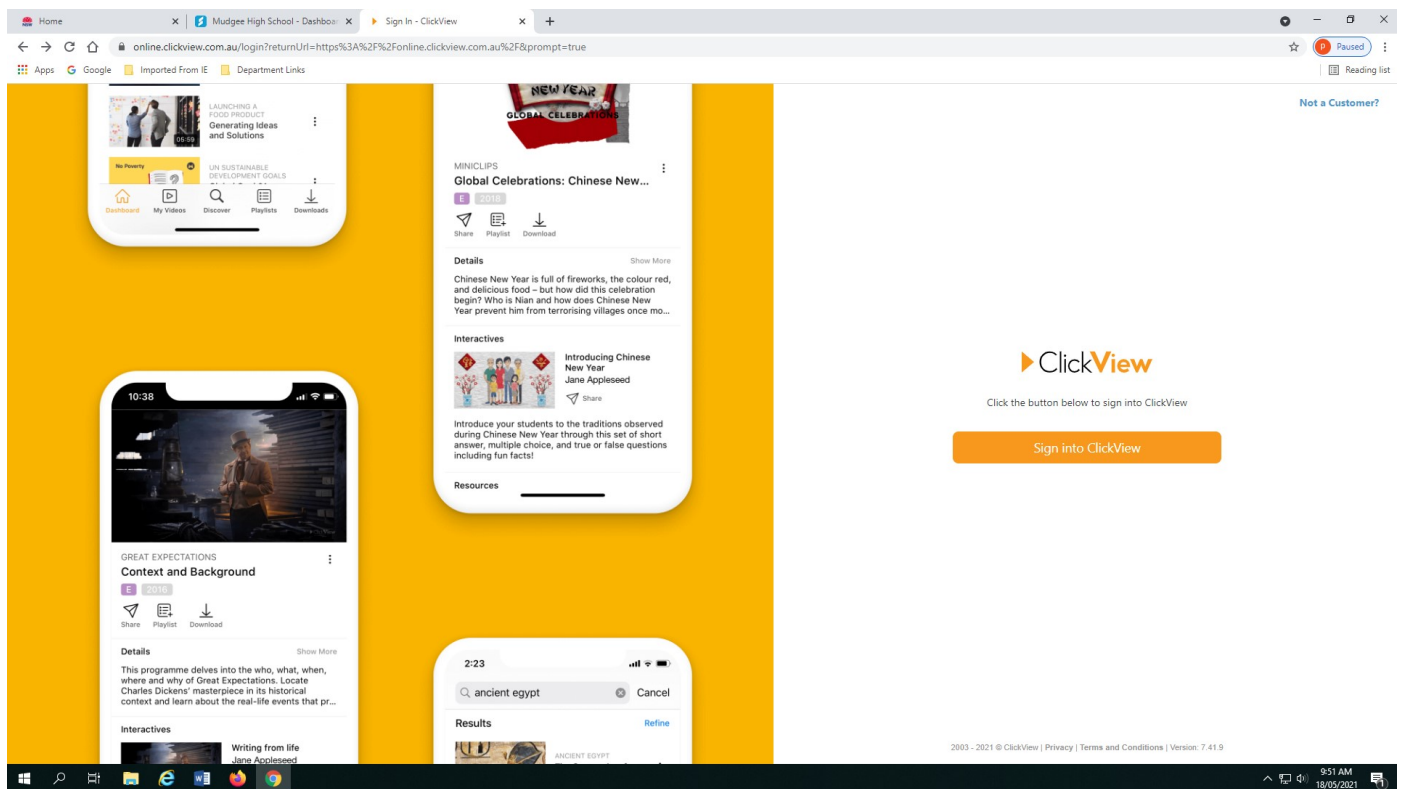 Home
Mudgee High School - Dashboar
Sign In - ClickView
online.clickview.com.au/login?returnUrl=https%3A%2F%2Fonline.clickview.com.au%2F&prompt=true
P Paused
Apps
Google
Imported From IE
Department Links
Reading list
LAUNCHING A
FOOD PRODUCT
Generating Ideas
and Solutions
05:59
No Poverty
UN SUSTAINABLE
DEVELOPMENT GOALS
Dashboard
My Videos
Discover
Playlists
Downloads
10:38
GREAT EXPECTATIONS
Context and Background
E 2016
Share
Playlist
Download
Details
Show More
This programme delves into the who, what, when,
where and why of Great Expectations. Locate
Charles Dickens' masterpiece in its historical
context and learn about the real-life events that pr...
Interactives
Writing from life
Jane Appleseed
NEW YEAR
GLOBAL CELEBRATIONS
MINICLIPS
Global Celebrations: Chinese New...
E 2018
Share
Playlist
Download
Details
Show More
Chinese New Year is full of fireworks, the colour red,
and delicious food – but how did this celebration
begin? Who is Nian and how does Chinese New
Year prevent him from terrorising villages once mo...
Interactives
Introducing Chinese
New Year
Jane Appleseed
Share
Introduce your students to the traditions observed
during Chinese New Year through this set of short
answer, multiple choice, and true or false questions
including fun facts!
Resources
2:23
ancient egypt
Cancel
Results
Refine
ANCIENT EGYPT
Not a Customer?
ClickView
Click the button below to sign into ClickView
Sign into ClickView
2003 - 2021 © ClickView | Privacy | Terms and Conditions | Version: 7.41.9
9:51 AM
18/05/2021